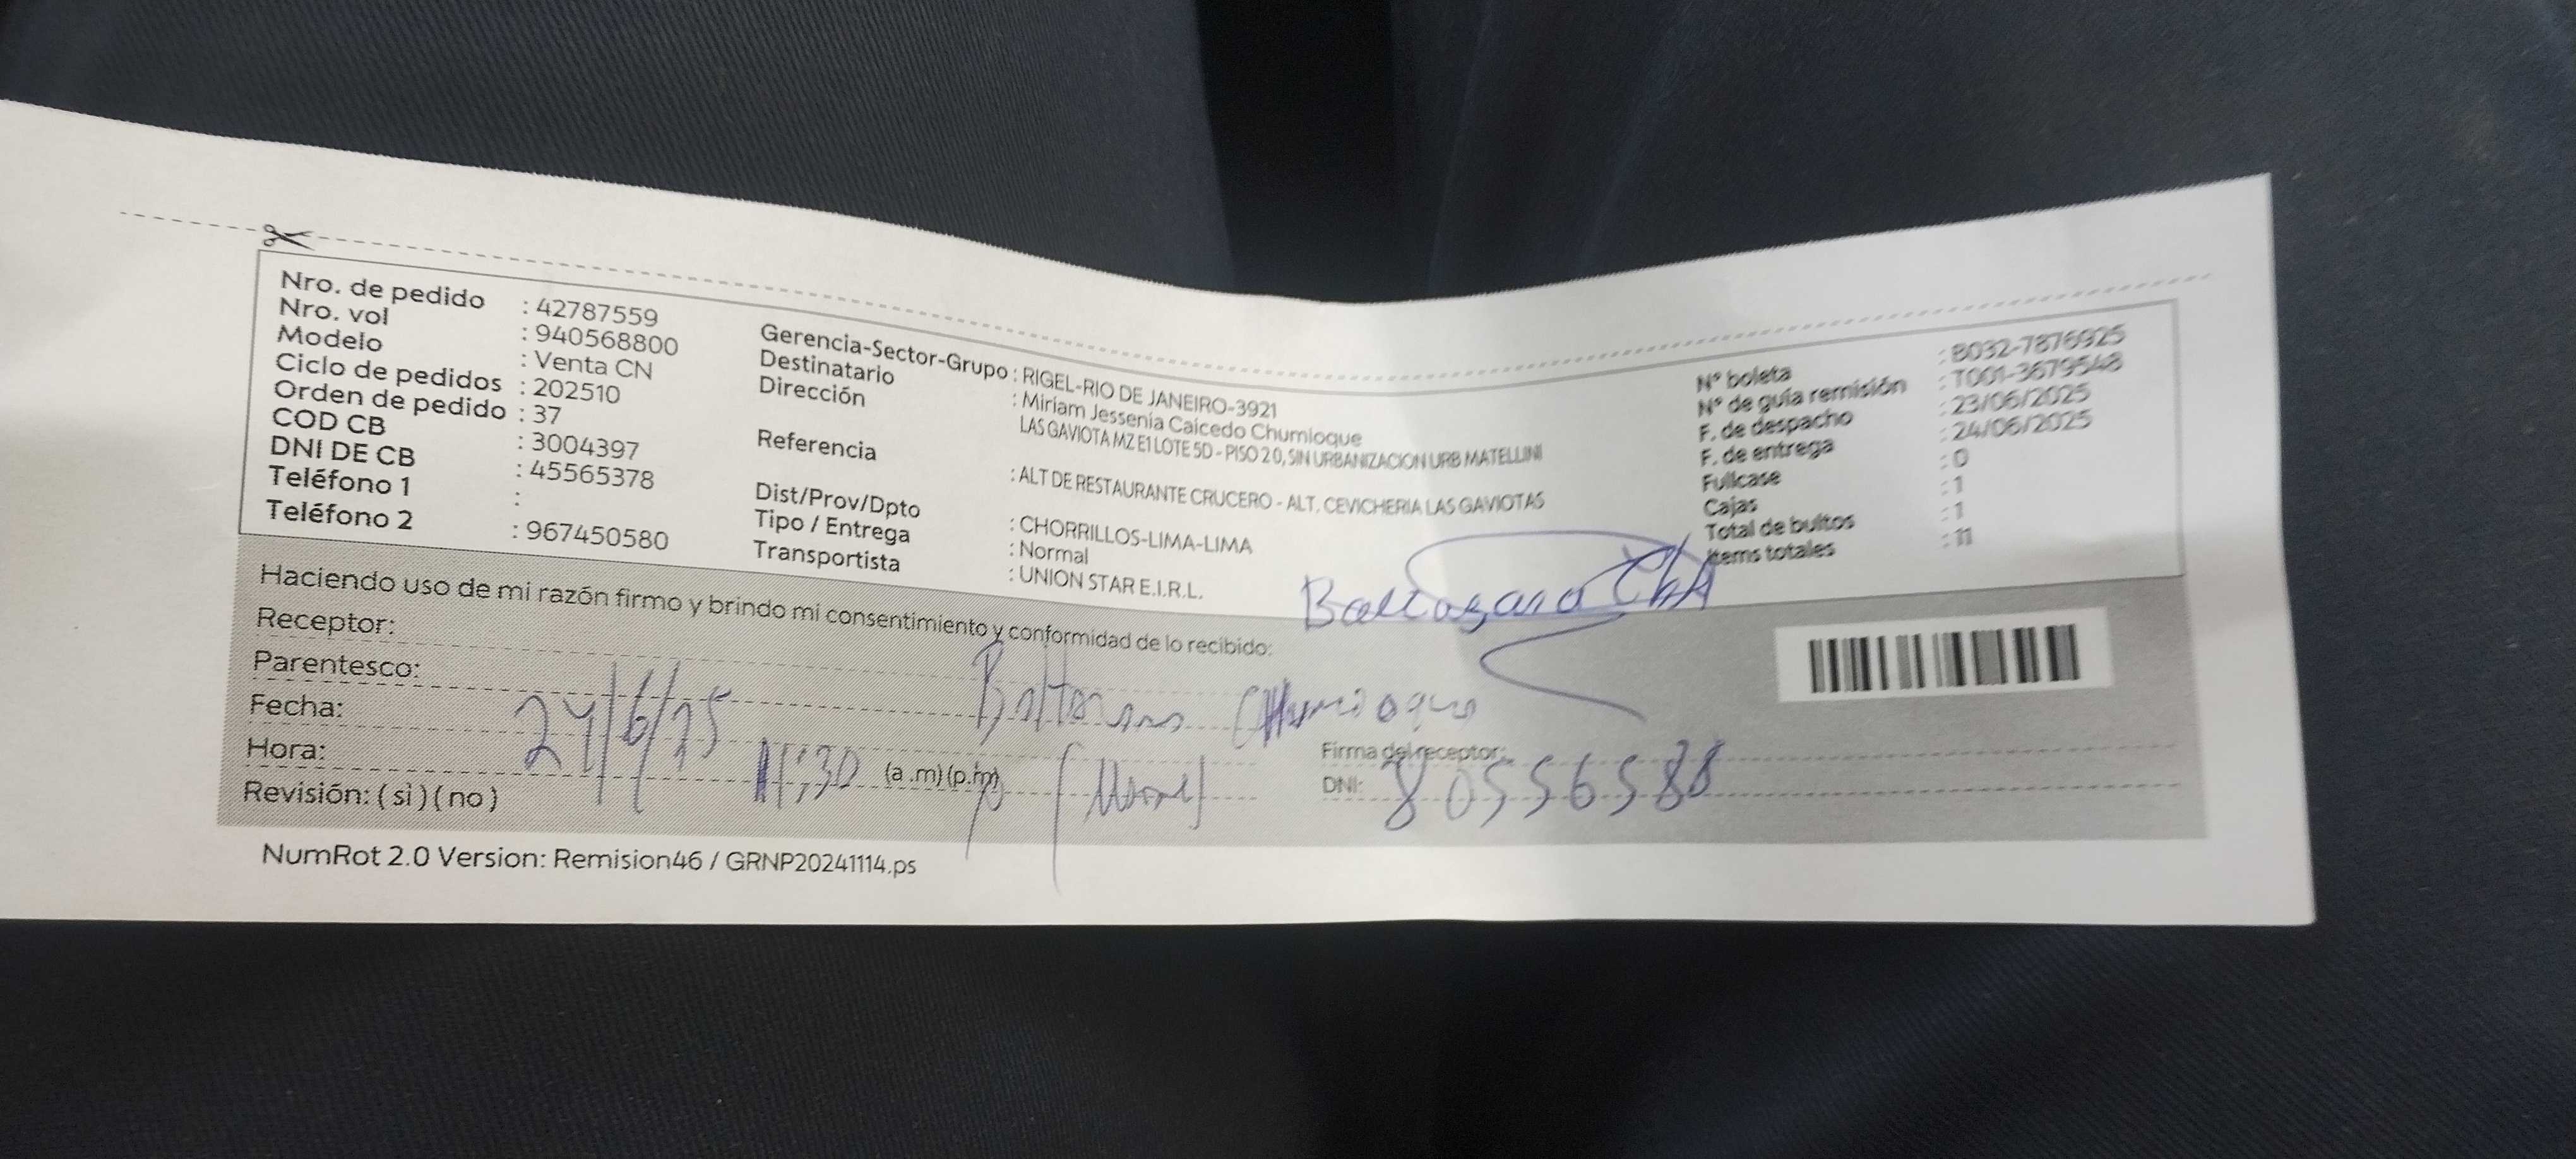 Nro. de pedido : 42787559
Nro. vol : 940568800
Modelo : Venta CN
Ciclo de pedidos : 202510
Orden de pedido : 37
COD CB : 3004397
DNI DE CB : 45565378
Teléfono 1 :
Teléfono 2 : 967450580
Gerencia-Sector-Grupo : RIGEL-RIO DE JANEIRO-3921
Destinatario : Miriam Jessenia Caicedo Chumioque
Dirección LAS GAVIOTA MZ E1 LOTE 5D - PISO 2 0, SIN URBANIZACION URB MATELLINI
Referencia : ALT DE RESTAURANTE CRUCERO - ALT. CEVICHERIA LAS GAVIOTAS
Dist/Prov/Dpto : CHORRILLOS-LIMA-LIMA
Tipo / Entrega : Normal
Transportista : UNION STAR E.I.R.L.
N° boleta : B032-7876925
N° de guía remisión : T001-3679548
F. de despacho : 23/06/2025
F. de entrega : 24/06/2025
Fullcase : 0
Cajas : 1
Total de bultos : 1
Items totales : 11
Haciendo uso de mi razón firmo y brindo mi consentimiento y conformidad de lo recibido:
Receptor: Chumioque
Parentesco:
Fecha: 24/6/25
Hora: 11:30 (a.m)(p.m)
Revisión: (si)(no)
Firma del receptor:
DNI: 80556588
NumRot 2.0 Version: Remision46 / GRNP20241114.ps